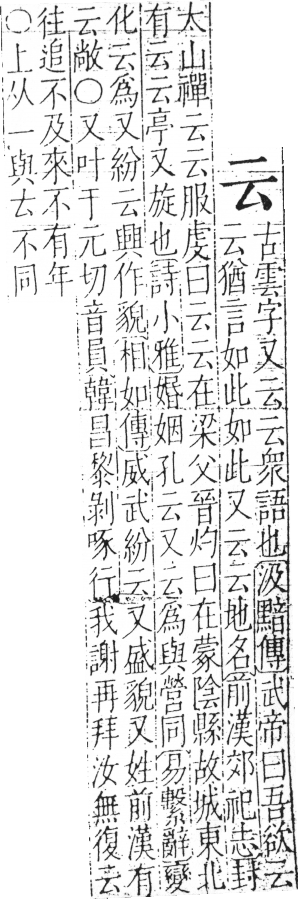 云
古雲字又云云衆語也汲黯傳武帝曰吾欲云
云猶言如此如此又云云地名前漢郊祀志封
太山禪云云服虔曰云云在梁父晉灼曰在蒙陰縣故城東北
有云云亭又旋也詩小雅婚姻孔云又云為與營同易繫辭變
化云為又紛云興作貌相如傳威武紛云又盛貌又姓前漢有
云敞○又叶于元切音員韓昌黎剝啄行我謝再拜汝無復云
往追不及來不有年
○上从一與去不同